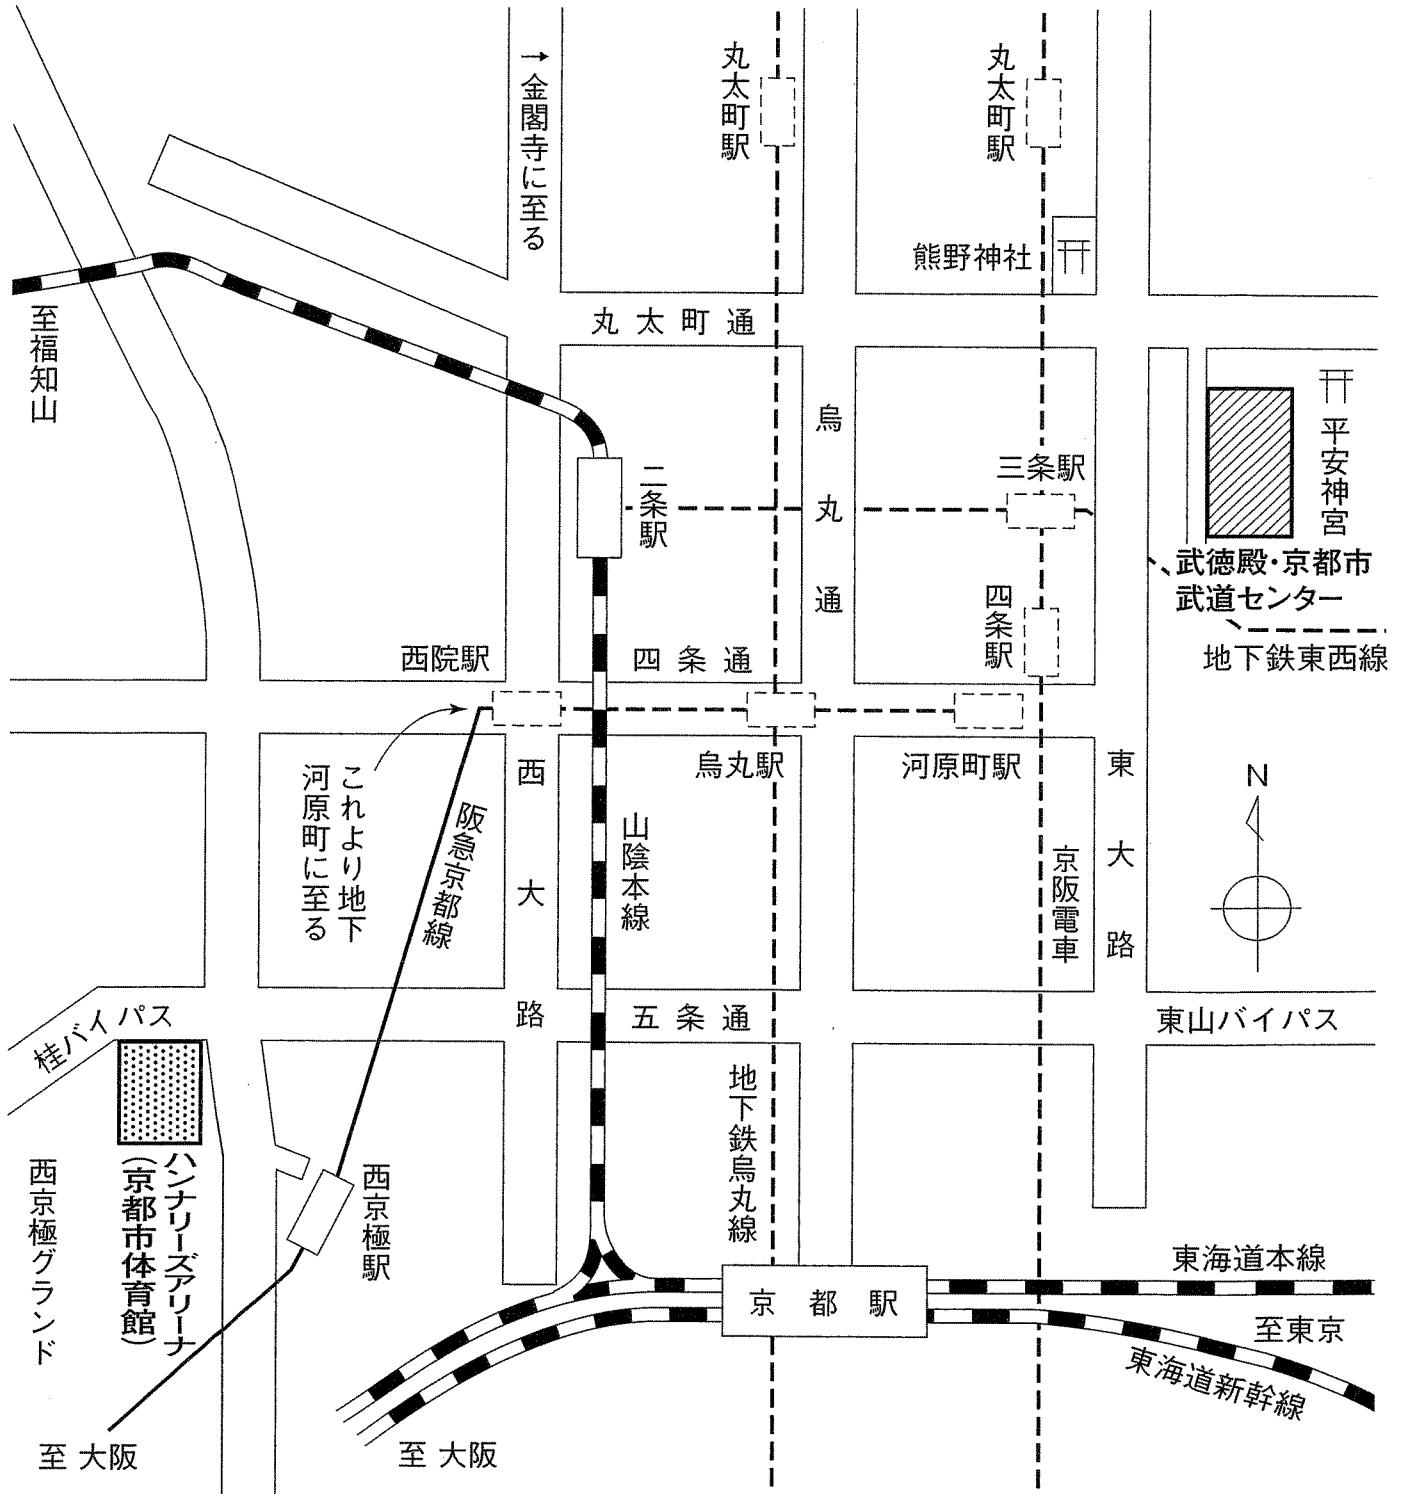 →金閣寺に至る
丸太町駅
丸太町駅
熊野神社
至福知山
丸太町通
平安神宮
烏丸通
三条駅
二条駅
武徳殿・京都市
武道センター
四条駅
地下鉄東西線
西院駅
四条通
烏丸駅
河原町駅
これより地下
河原町に至る
阪急京都線
西大路
山陰本線
東大路
京阪電車
N
桂バイパス
五条通
東山バイパス
地下鉄烏丸線
ハンナリーズアリーナ
(京都市体育館)
西京極グランド
西京極駅
京都駅
東海道本線
至東京
東海道新幹線
至 大阪
至 大阪